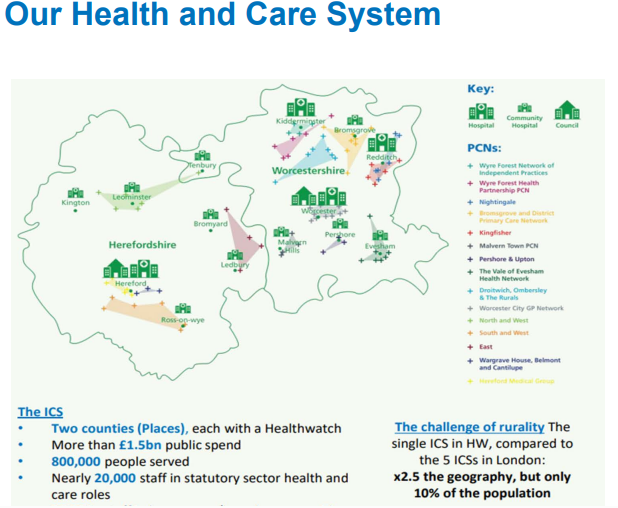 Our Health and Care System
Key:
Hospital
Community
Hospital
Council
PCNs:
Wyre Forest Network of
Independent Practices
Wyre Forest Health
Partnership PCN
Nightingale
Bromsgrove and District
Primary Care Network
Kingfisher
Malvern Town PCN
Pershore & Upton
The Vale of Evesham
Health Network
Droitwich, Ombersley
& The Rurals
Worcester City GP Network
North and West
South and West
East
Wargrave House, Belmont
and Cantilupe
Hereford Medical Group
Kidderminster
Bromsgrove
Redditch
Tenbury
Worcestershire
Kington
Leominster
Worcester
Bromyard
Pershore
Malvern
Hills
Evesham
Herefordshire
Ledbury
Hereford
Ross-on-wye
The ICS
• Two counties (Places), each with a Healthwatch
• More than £1.5bn public spend
• 800,000 people served
• Nearly 20,000 staff in statutory sector health and
care roles
The challenge of rurality The
single ICS in HW, compared to
the 5 ICSs in London:
x2.5 the geography, but only
10% of the population